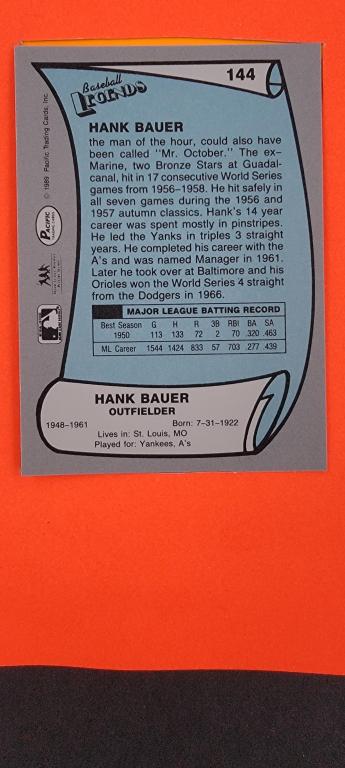 144
Baseball
LEGENDS
HANK BAUER
the man of the hour, could also have
been called "Mr. October." The ex-
Marine, two Bronze Stars at Guadal-
canal, hit in 17 consecutive World Series
games from 1956–1958. He hit safely in
all seven games during the 1956 and
1957 autumn classics. Hank's 14 year
career was spent mostly in pinstripes.
He led the Yanks in triples 3 straight
years. He completed his career with the
A's and was named Manager in 1961.
Later he took over at Baltimore and his
Orioles won the World Series 4 straight
from the Dodgers in 1966.
MAJOR LEAGUE BATTING RECORD
Best Season G H R 3B RBI BA SA
1950 113 133 72 2 70 .320 .463
ML Career 1544 1424 833 57 703 .277 .439
HANK BAUER
OUTFIELDER
1948–1961 Born: 7-31-1922
Lives in: St. Louis, MO
Played for: Yankees, A's
© 1989 Pacific Trading Cards, Inc.
PACIFIC
TRADING CARDS